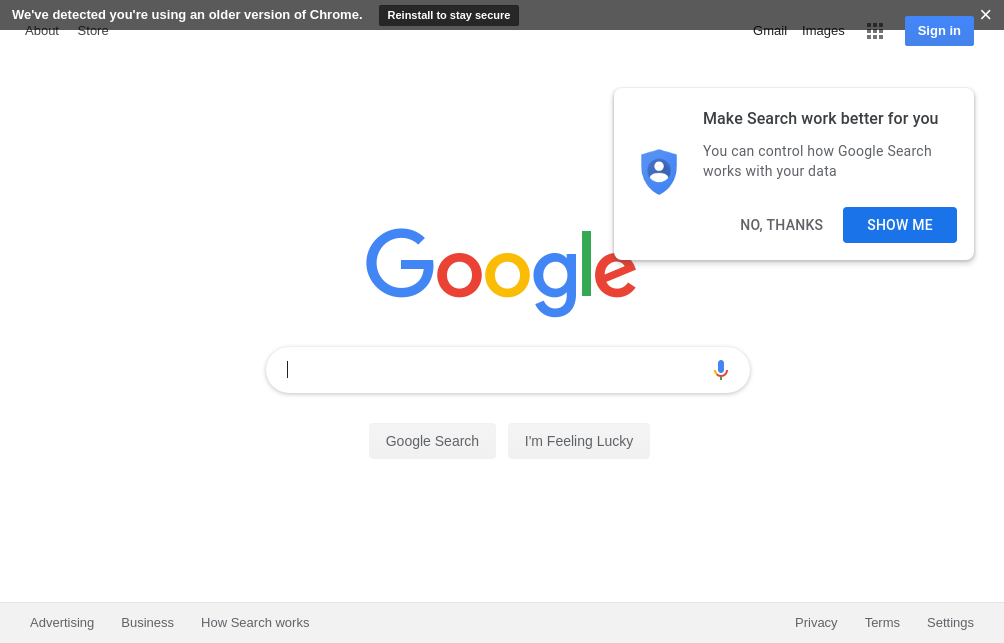 We've detected you're using an older version of Chrome. Reinstall to stay secure
About Store Gmail Images Sign in
Make Search work better for you
You can control how Google Search
works with your data
NO, THANKS SHOW ME
Google
Google Search I'm Feeling Lucky
Advertising Business How Search works Privacy Terms Settings